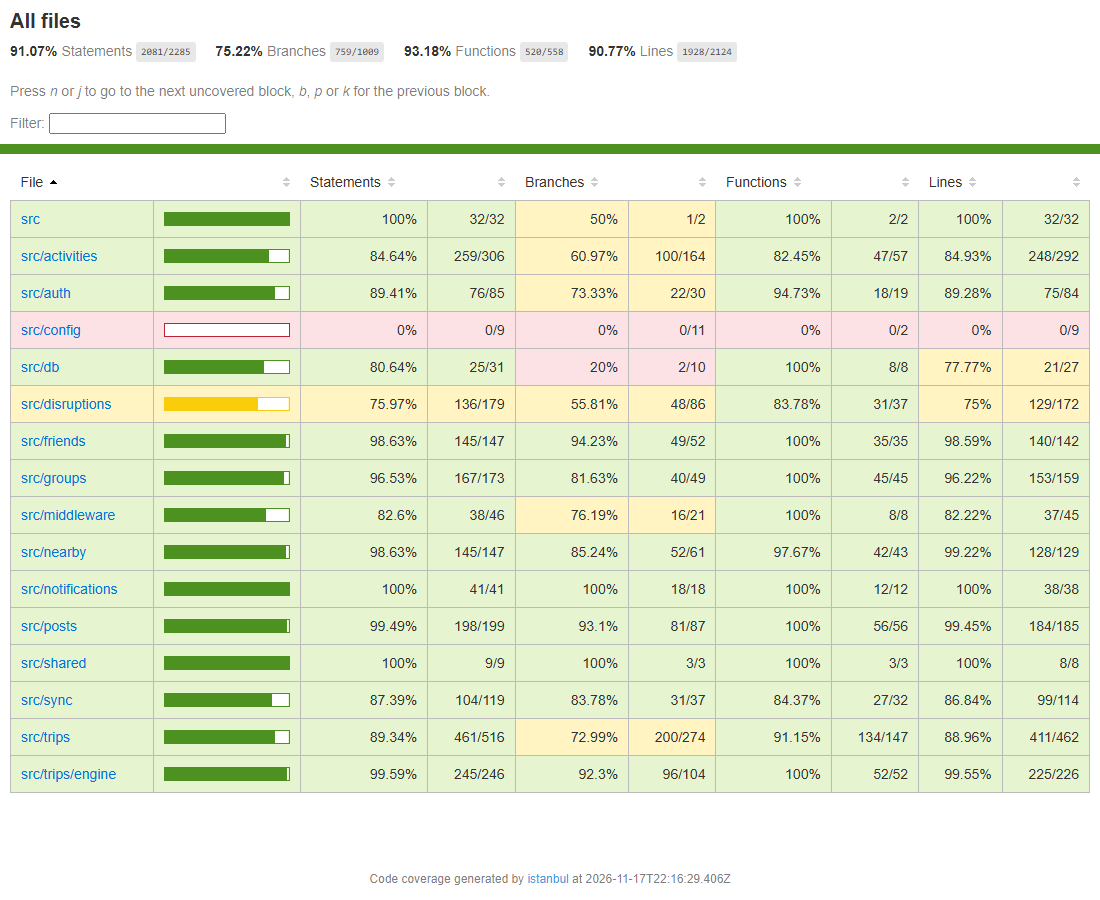 All files
91.07% Statements 2081/2285 75.22% Branches 759/1009 93.18% Functions 520/558 90.77% Lines 1928/2124
Press n or j to go to the next uncovered block, b, p or k for the previous block.
Filter:
File Statements Branches Functions Lines
src 100% 32/32 50% 1/2 100% 2/2 100% 32/32
src/activities 84.64% 259/306 60.97% 100/164 82.45% 47/57 84.93% 248/292
src/auth 89.41% 76/85 73.33% 22/30 94.73% 18/19 89.28% 75/84
src/config 0% 0/9 0% 0/11 0% 0/2 0% 0/9
src/db 80.64% 25/31 20% 2/10 100% 8/8 77.77% 21/27
src/disruptions 75.97% 136/179 55.81% 48/86 83.78% 31/37 75% 129/172
src/friends 98.63% 145/147 94.23% 49/52 100% 35/35 98.59% 140/142
src/groups 96.53% 167/173 81.63% 40/49 100% 45/45 96.22% 153/159
src/middleware 82.6% 38/46 76.19% 16/21 100% 8/8 82.22% 37/45
src/nearby 98.63% 145/147 85.24% 52/61 97.67% 42/43 99.22% 128/129
src/notifications 100% 41/41 100% 18/18 100% 12/12 100% 38/38
src/posts 99.49% 198/199 93.1% 81/87 100% 56/56 99.45% 184/185
src/shared 100% 9/9 100% 3/3 100% 3/3 100% 8/8
src/sync 87.39% 104/119 83.78% 31/37 84.37% 27/32 86.84% 99/114
src/trips 89.34% 461/516 72.99% 200/274 91.15% 134/147 88.96% 411/462
src/trips/engine 99.59% 245/246 92.3% 96/104 100% 52/52 99.55% 225/226
Code coverage generated by istanbul at 2026-11-17T22:16:29.406Z